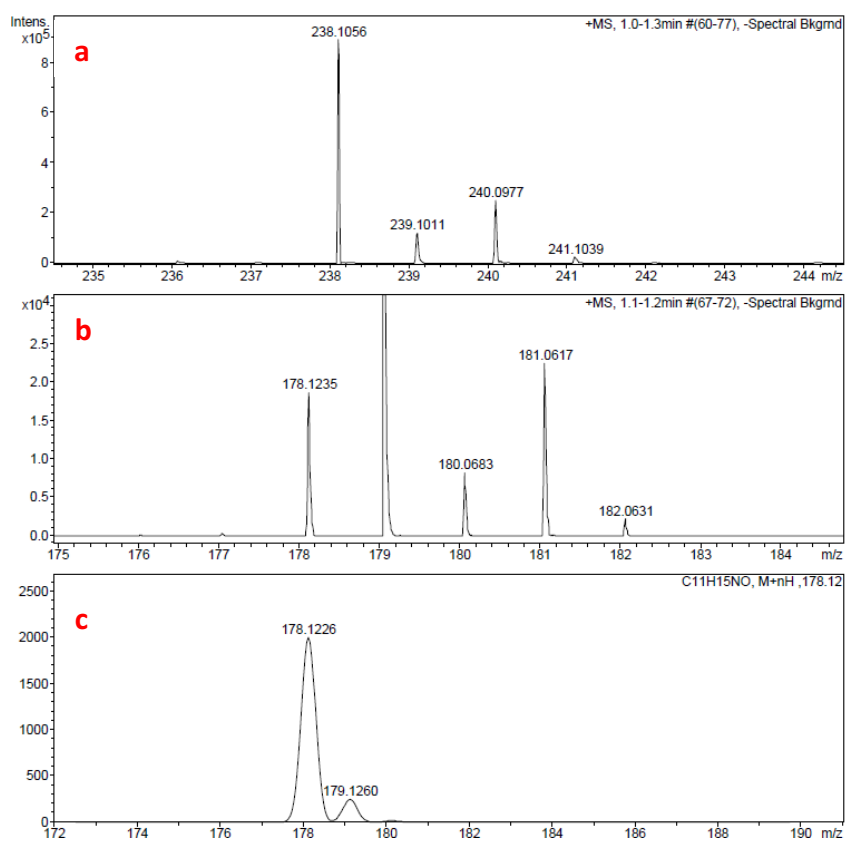 Intens.
x10^5
+MS, 1.0-1.3min #(60-77), -Spectral Bkgrnd
a
238.1056
8
6
4
240.0977
2
239.1011
241.1039
0
235 236 237 238 239 240 241 242 243 244 m/z
x10^4
+MS, 1.1-1.2min #(67-72), -Spectral Bkgrnd
b
181.0617
2.5
178.1235
2.0
1.5
1.0
180.0683
0.5
182.0631
0.0
175 176 177 178 179 180 181 182 183 184 m/z
C11H15NO, M+nH ,178.12
2500
c
178.1226
2000
1500
1000
500
179.1260
0
172 174 176 178 180 182 184 186 188 190 m/z